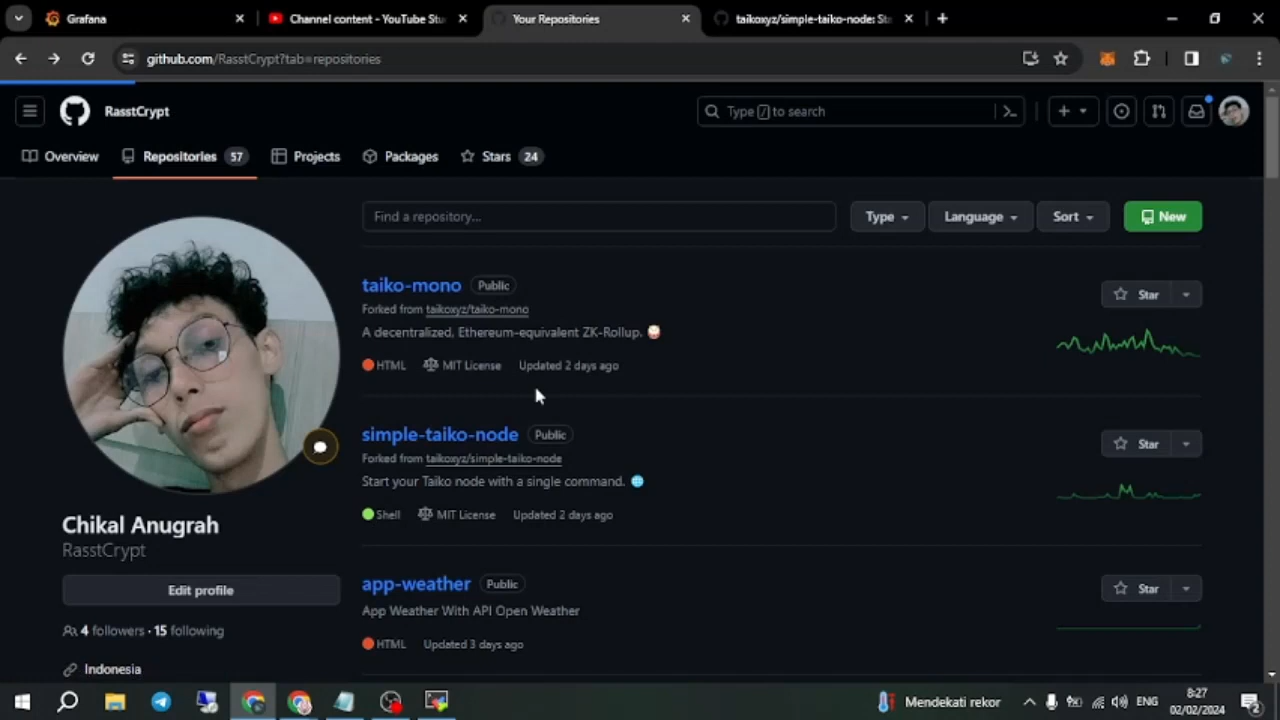 Grafana
Channel content - YouTube Stu
Your Repositories
taikoxyz/simple-taiko-node: Sta
github.com/RasstCrypt?tab=repositories
RasstCrypt
Type / to search
Overview
Repositories 57
Projects
Packages
Stars 24
Find a repository...
Type
Language
Sort
New
taiko-mono Public
Forked from taikoxyz/taiko-mono
A decentralized, Ethereum-equivalent ZK-Rollup.
HTML MIT License Updated 2 days ago
Star
simple-taiko-node Public
Forked from taikoxyz/simple-taiko-node
Start your Taiko node with a single command.
Shell MIT License Updated 2 days ago
Star
app-weather Public
App Weather With API Open Weather
HTML Updated 3 days ago
Star
Chikal Anugrah
RasstCrypt
Edit profile
4 followers · 15 following
Indonesia
Mendekati rekor
ENG
8:27
02/02/2024
2